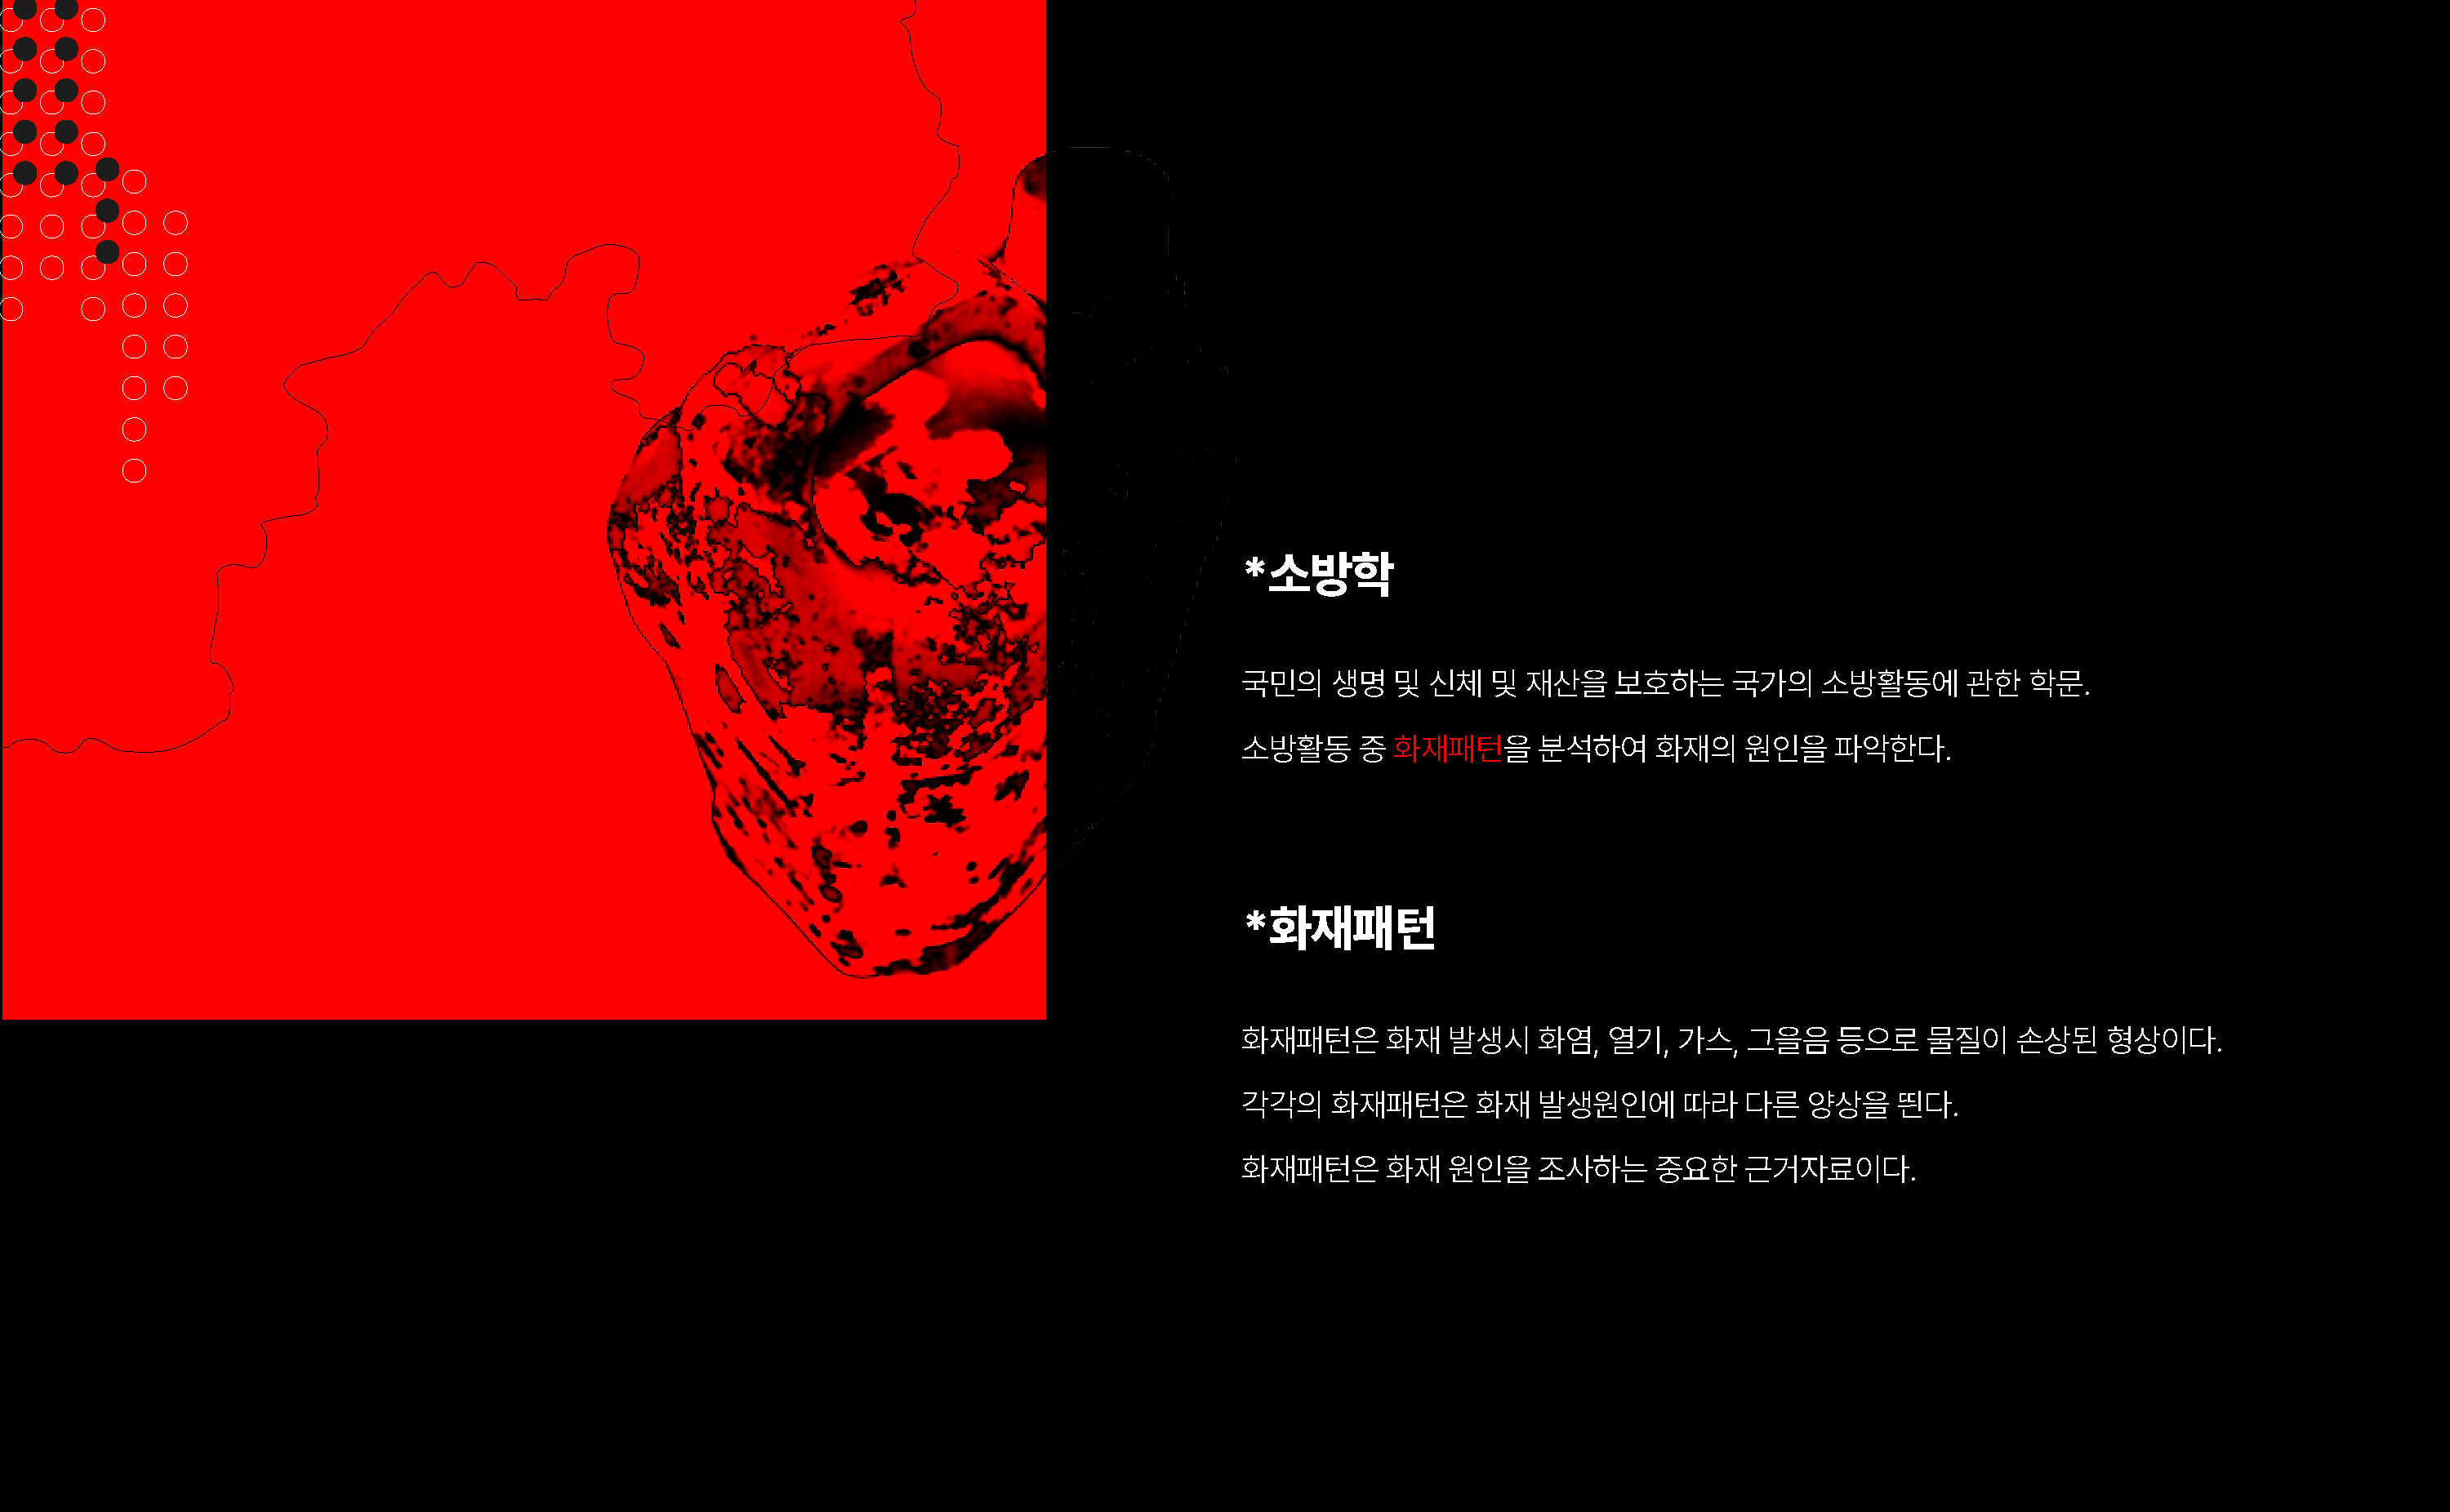 *소방학
국민의 생명 및 신체 및 재산을 보호하는 국가의 소방활동에 관한 학문.
소방활동 중 화재패턴을 분석하여 화재의 원인을 파악한다.
*화재패턴
화재패턴은 화재 발생시 화염, 열기, 가스, 그을음 등으로 물질이 손상된 형상이다.
각각의 화재패턴은 화재 발생원인에 따라 다른 양상을 띈다.
화재패턴은 화재 원인을 조사하는 중요한 근거자료이다.